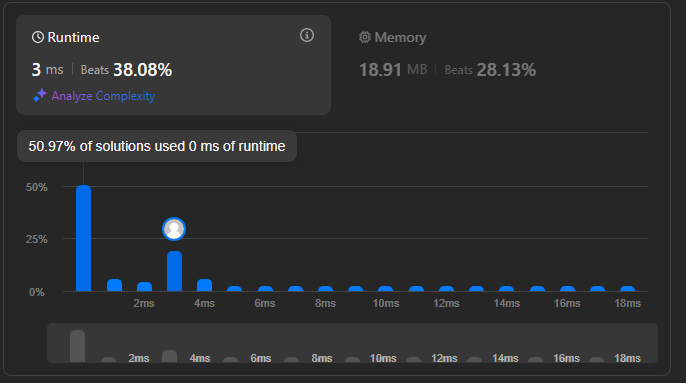 Runtime
3 ms | Beats 38.08%
Analyze Complexity
Memory
18.91 MB | Beats 28.13%
50.97% of solutions used 0 ms of runtime
50%
25%
0%
2ms 4ms 6ms 8ms 10ms 12ms 14ms 16ms 18ms
2ms 4ms 6ms 8ms 10ms 12ms 14ms 16ms 18ms